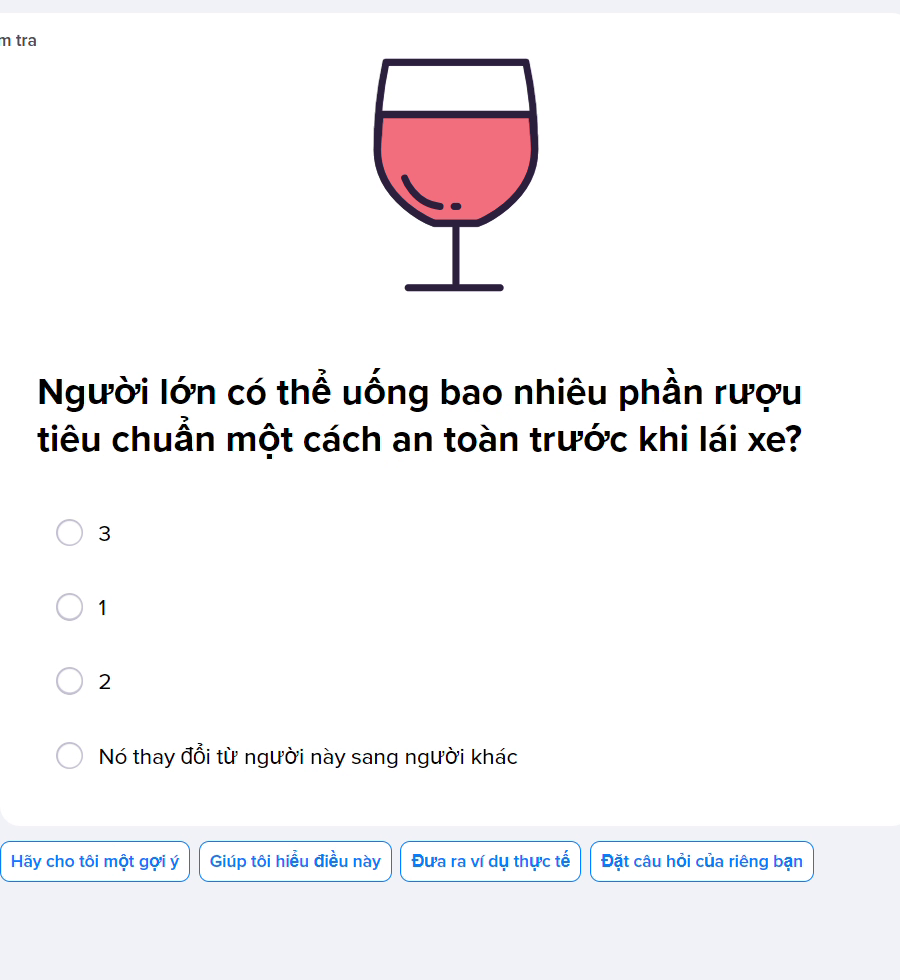 m tra
Người lớn có thể uống bao nhiêu phần rượu
tiêu chuẩn một cách an toàn trước khi lái xe?
3
1
2
Nó thay đổi từ người này sang người khác
Hãy cho tôi một gợi ý
Giúp tôi hiểu điều này
Đưa ra ví dụ thực tế
Đặt câu hỏi của riêng bạn